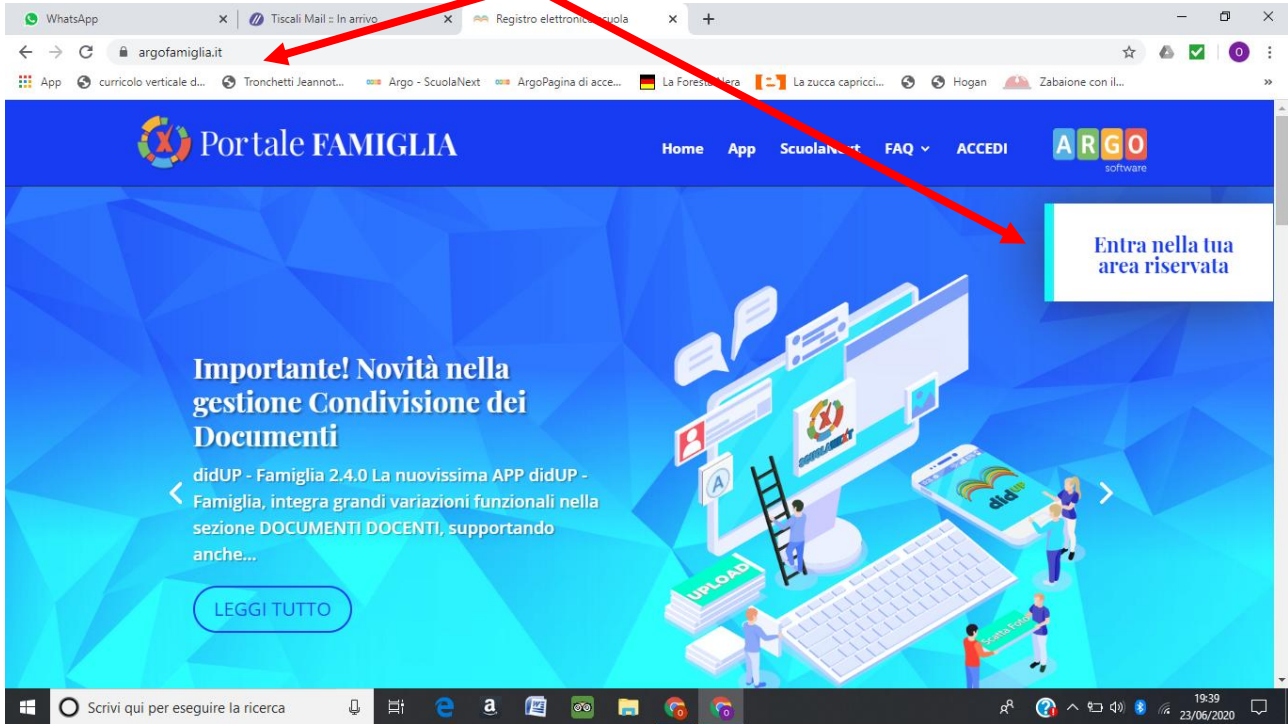 WhatsApp
Tiscali Mail :: In arrivo
Registro elettronico scuola
argofamiglia.it
O
App
curricolo verticale d...
Tronchetti Jeannot...
Argo - ScuolaNext
ArgoPagina di acce...
La Foresta Nera
La zucca capricci...
Hogan
Zabaione con il...
»
Portale FAMIGLIA
Home
App
ScuolaNext
FAQ
ACCEDI
ARGO
software
Entra nella tua
area riservata
Importante! Novità nella
gestione Condivisione dei
Documenti
didUP - Famiglia 2.4.0 La nuovissima APP didUP -
Famiglia, integra grandi variazioni funzionali nella
sezione DOCUMENTI DOCENTI, supportando
anche...
LEGGI TUTTO
A
SCUOLANEXT
didUP
UPLOAD
Scatta Foto
Scrivi qui per eseguire la ricerca
19:39
23/06/2020